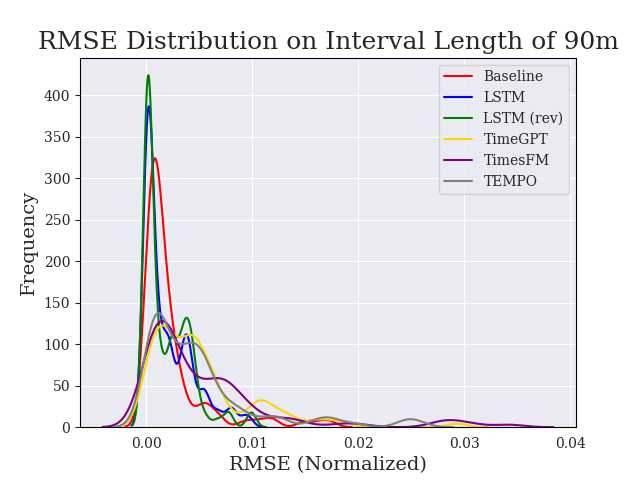 RMSE Distribution on Interval Length of 90m
Frequency
400
350
300
250
200
150
100
50
0
0.00
0.01
0.02
0.03
0.04
RMSE (Normalized)
Baseline
LSTM
LSTM (rev)
TimeGPT
TimesFM
TEMPO